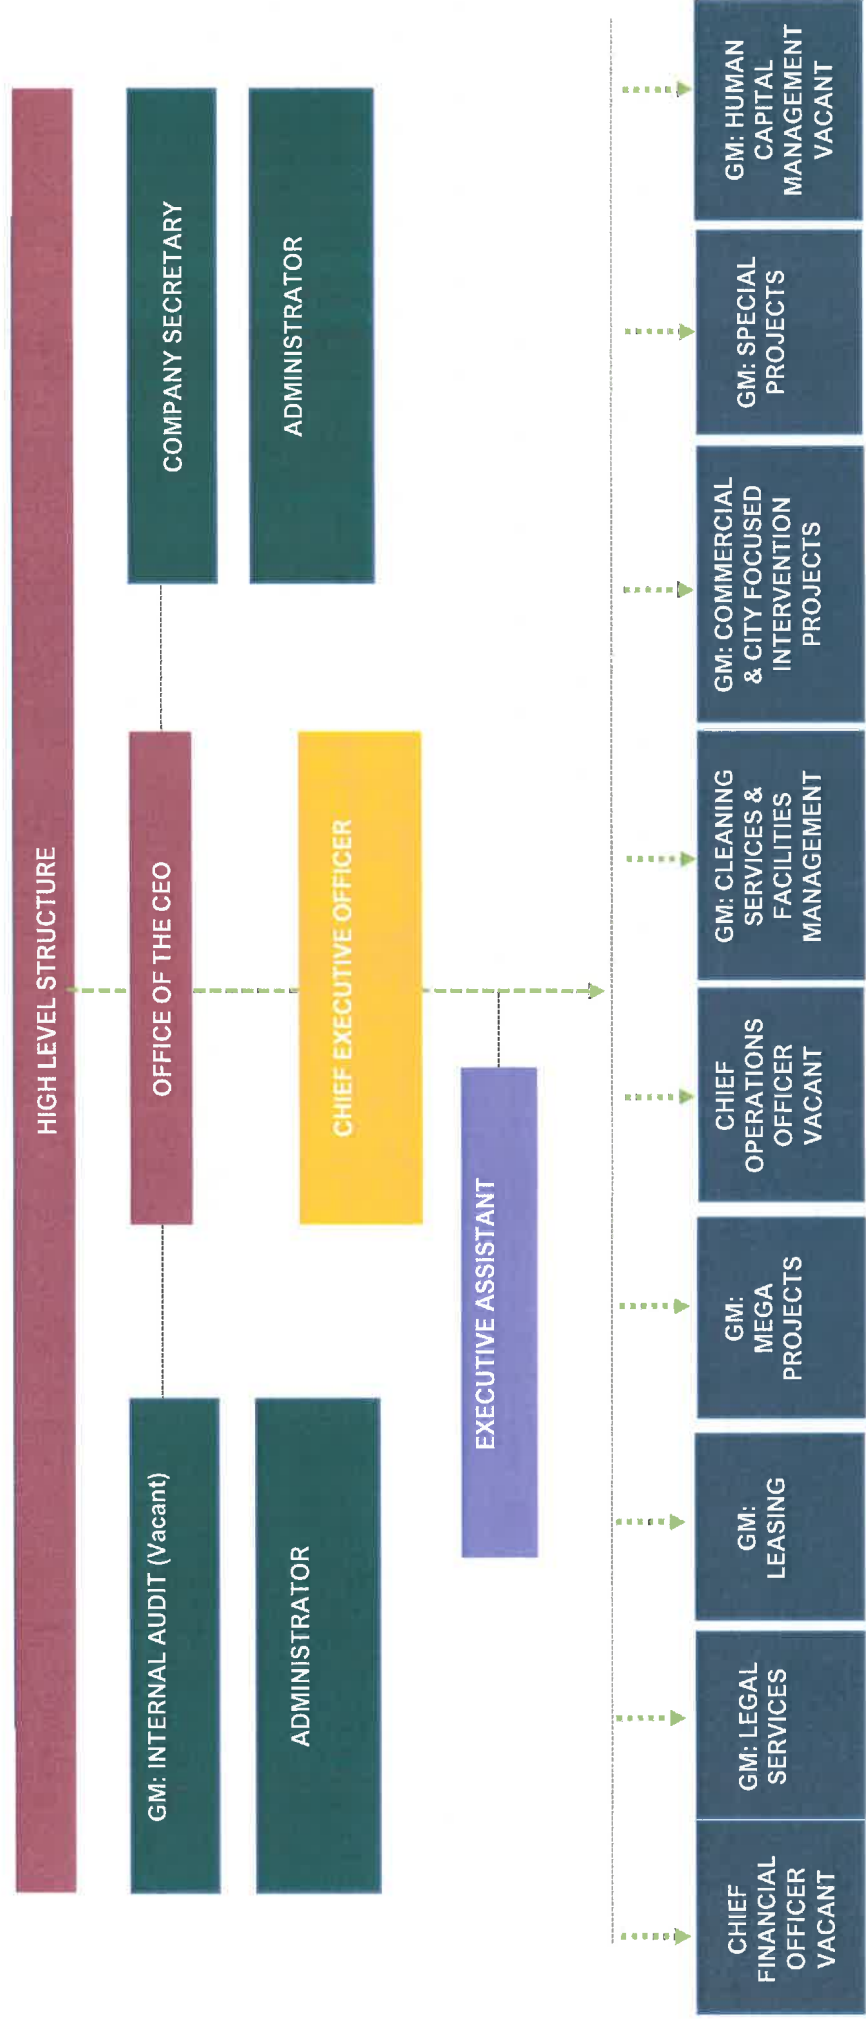 HIGH LEVEL STRUCTURE
GM: INTERNAL AUDIT (Vacant)
OFFICE OF THE CEO
COMPANY SECRETARY
ADMINISTRATOR
CHIEF EXECUTIVE OFFICER
ADMINISTRATOR
EXECUTIVE ASSISTANT
CHIEF
FINANCIAL
OFFICER
VACANT
GM: LEGAL
SERVICES
GM:
LEASING
GM:
MEGA
PROJECTS
CHIEF
OPERATIONS
OFFICER
VACANT
GM: CLEANING
SERVICES &
FACILITIES
MANAGEMENT
GM: COMMERCIAL
& CITY FOCUSED
INTERVENTION
PROJECTS
GM: SPECIAL
PROJECTS
GM: HUMAN
CAPITAL
MANAGEMENT
VACANT